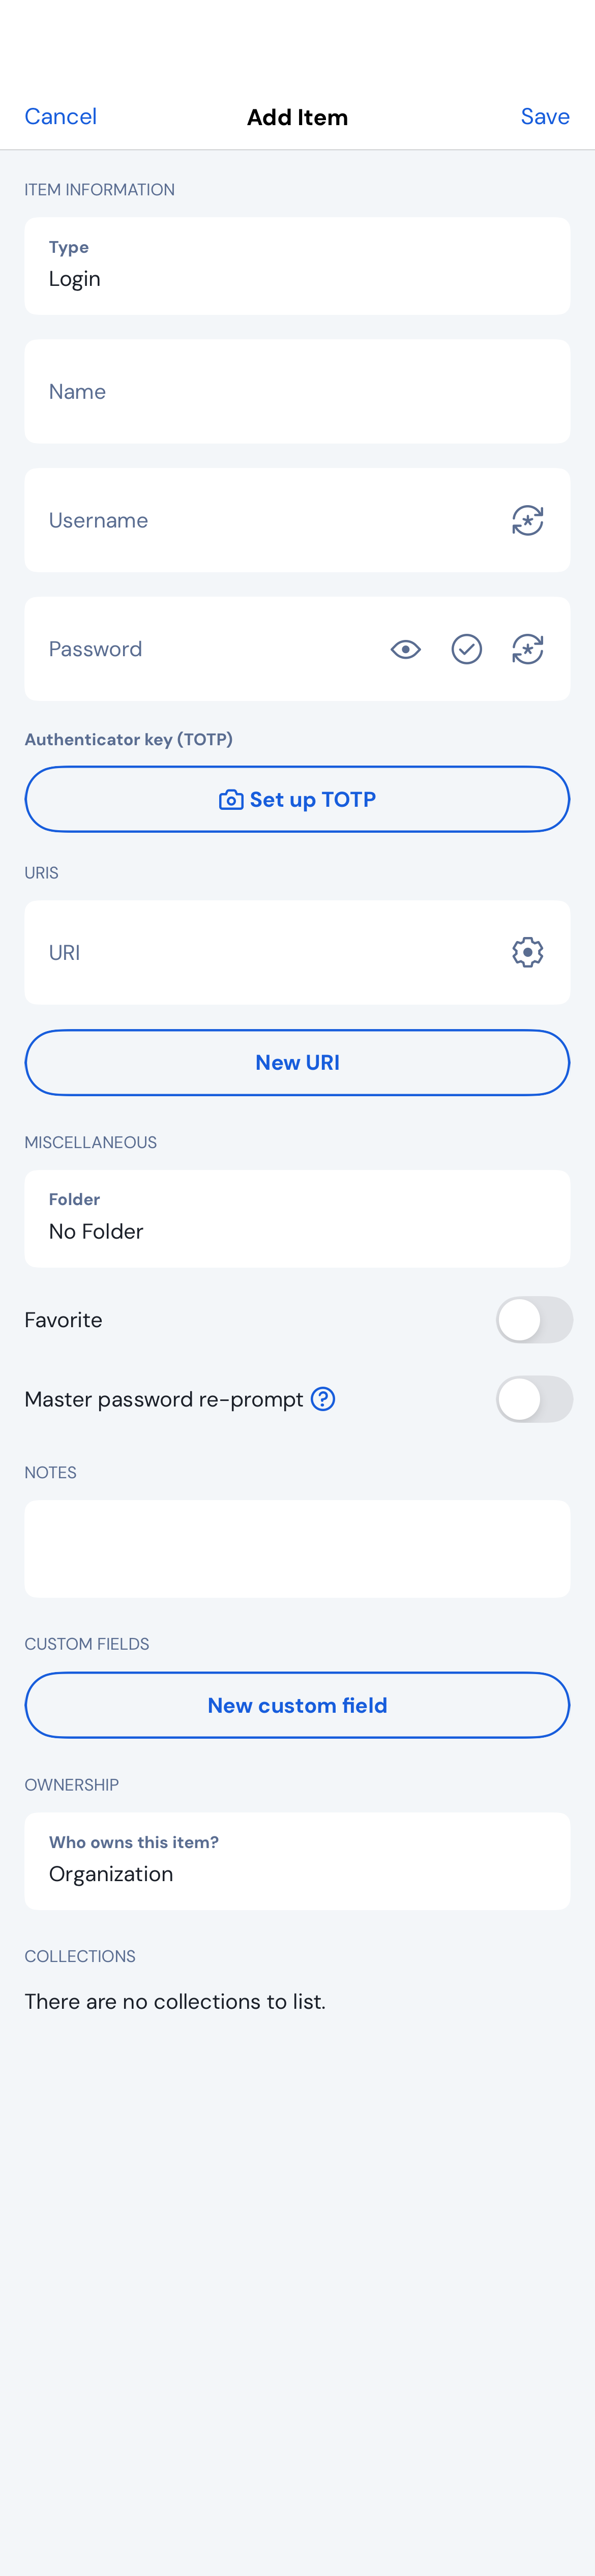 Cancel
Add Item
Save
ITEM INFORMATION
Type
Login
Name
Username
Password
Authenticator key (TOTP)
Set up TOTP
URIS
URI
New URI
MISCELLANEOUS
Folder
No Folder
Favorite
Master password re-prompt
NOTES
CUSTOM FIELDS
New custom field
OWNERSHIP
Who owns this item?
Organization
COLLECTIONS
There are no collections to list.